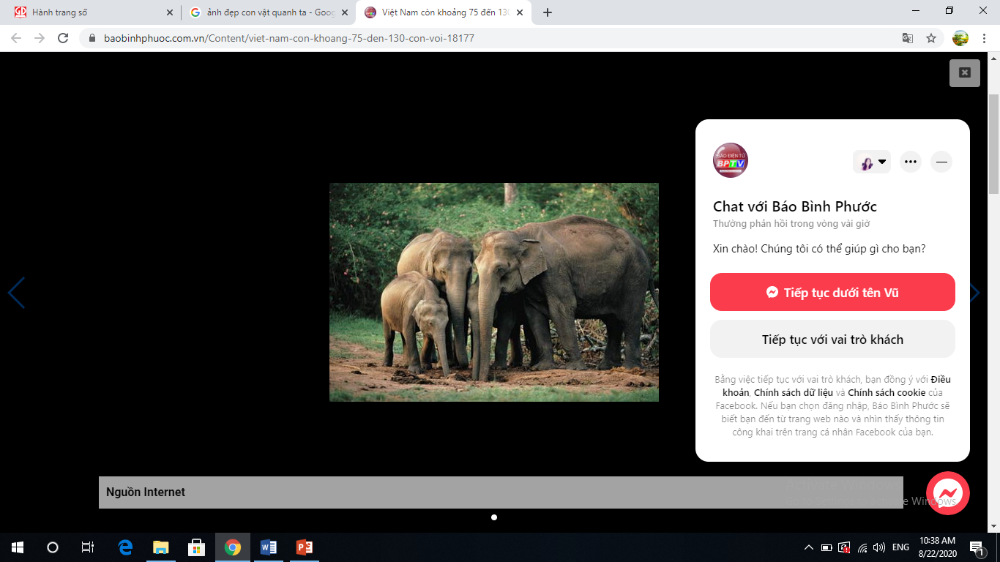 Hành trang số
ảnh đẹp con vật quanh ta - Goog
Việt Nam còn khoảng 75 đến 130
baobinhphuoc.com.vn/Content/viet-nam-con-khoang-75-den-130-con-voi-18177
BÁO ĐIỆN TỬ
BPTV
Chat với Báo Bình Phước
Thường phản hồi trong vòng vài giờ
Xin chào! Chúng tôi có thể giúp gì cho bạn?
Tiếp tục dưới tên Vũ
Tiếp tục với vai trò khách
Bằng việc tiếp tục với vai trò khách, bạn đồng ý với Điều
khoản, Chính sách dữ liệu và Chính sách cookie của
Facebook. Nếu bạn chọn đăng nhập, Báo Bình Phước sẽ
biết bạn đến từ trang web nào và nhìn thấy thông tin
công khai trên trang cá nhân Facebook của bạn.
Nguồn Internet
Activate Windows
e Windows
ENG
10:38 AM
8/22/2020
1